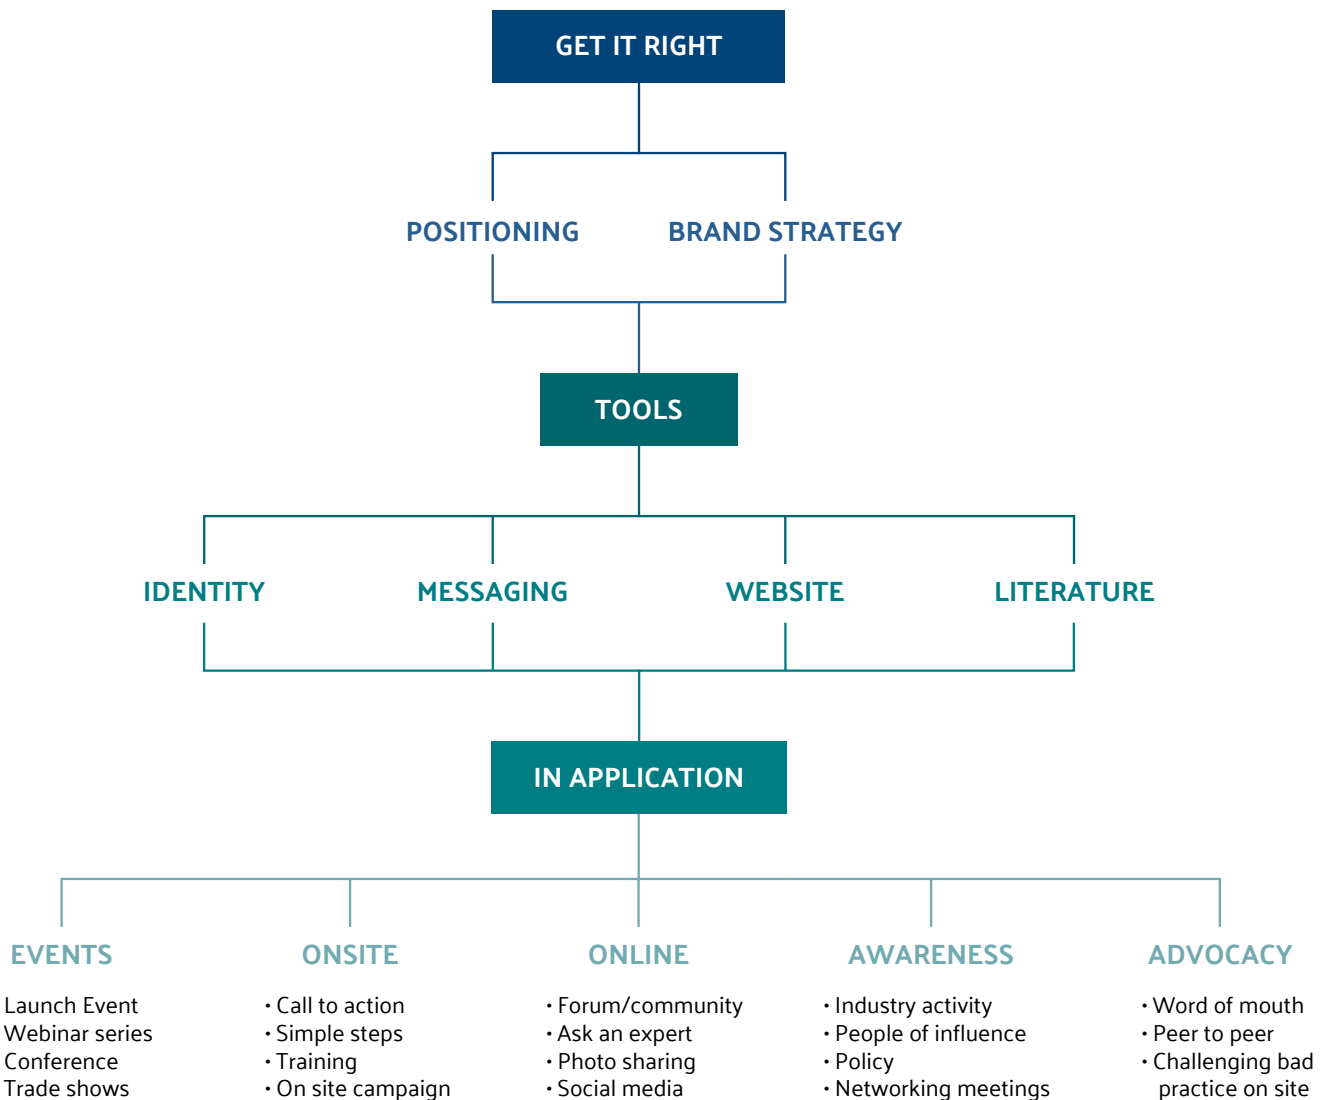 GET IT RIGHT
POSITIONING
BRAND STRATEGY
TOOLS
IDENTITY
MESSAGING
WEBSITE
LITERATURE
IN APPLICATION
EVENTS
Launch Event
Webinar series
Conference
Trade shows
ONSITE
• Call to action
• Simple steps
• Training
• On site campaign
ONLINE
• Forum/community
• Ask an expert
• Photo sharing
• Social media
AWARENESS
• Industry activity
• People of influence
• Policy
• Networking meetings
ADVOCACY
• Word of mouth
• Peer to peer
• Challenging bad
practice on site